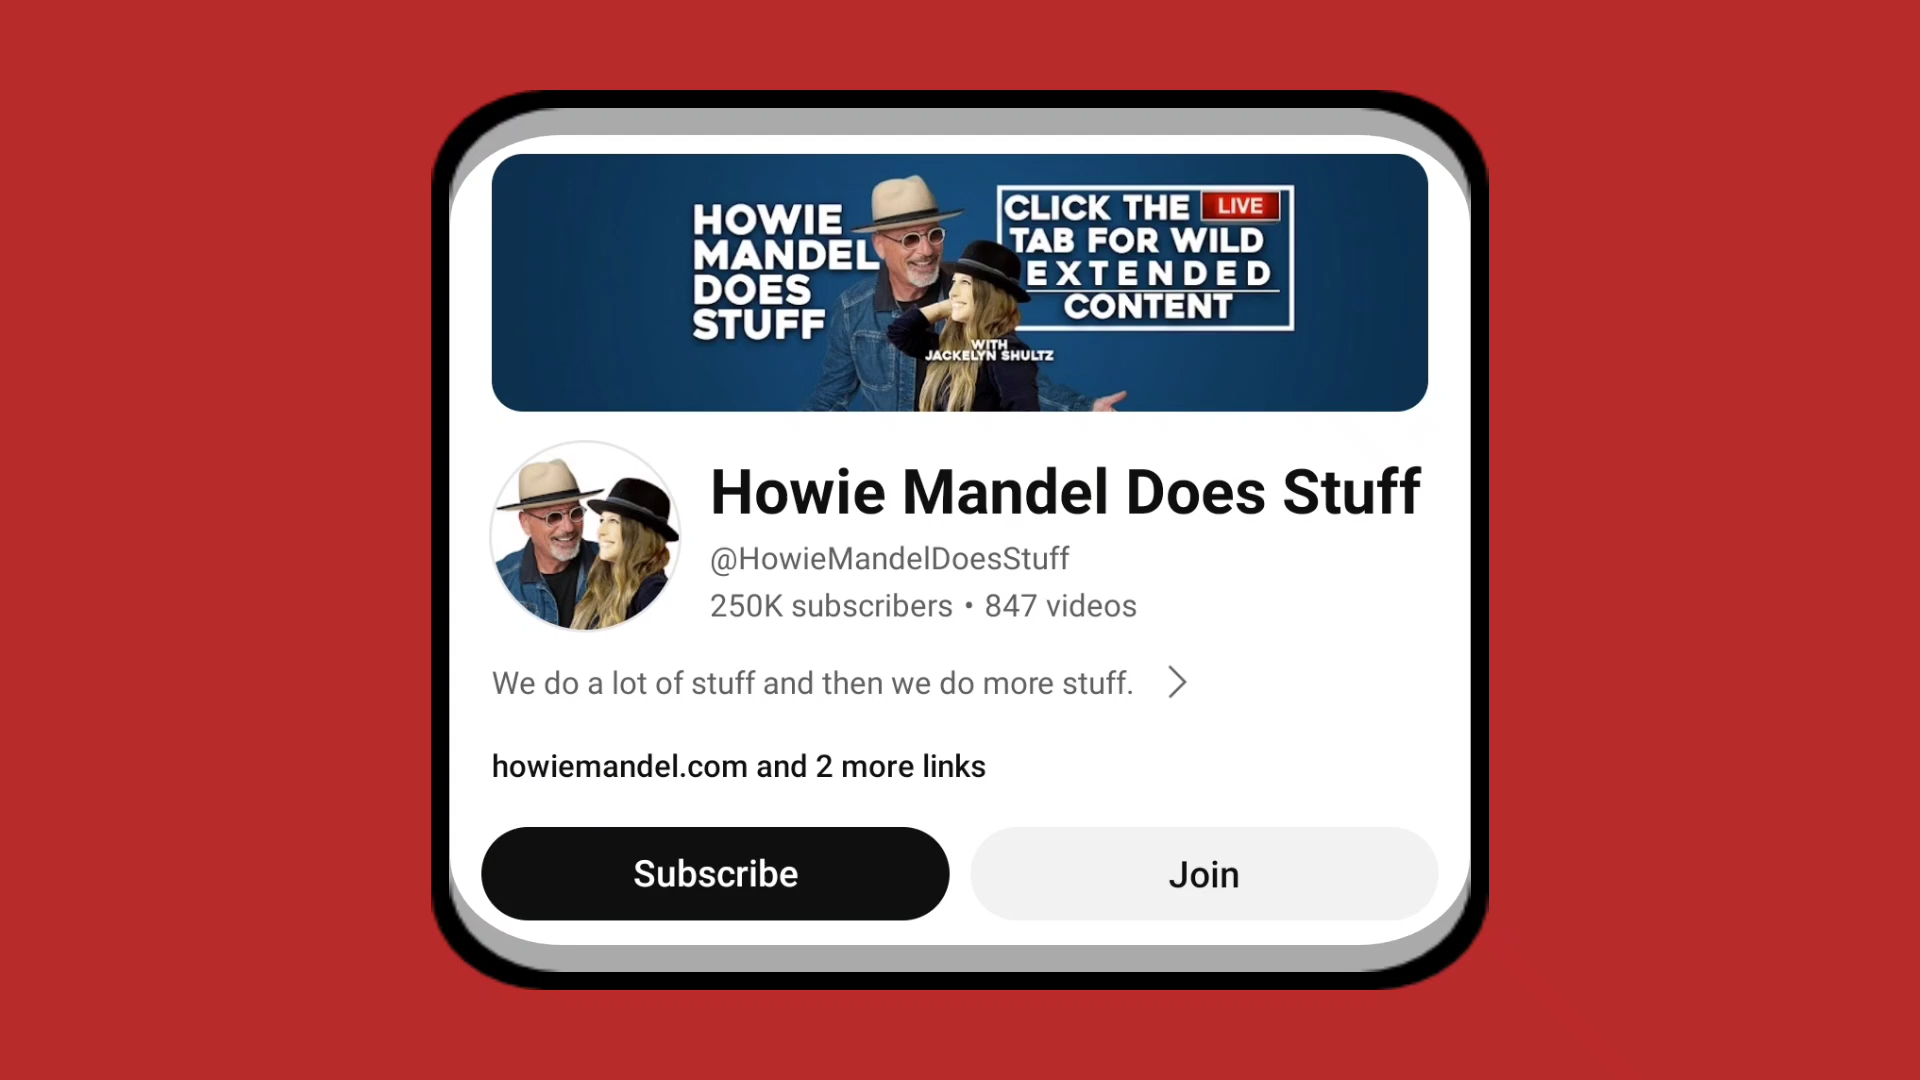 HOWIE
MANDEL
DOES
STUFF
WITH
JACKELYN SHULTZ
CLICK THE LIVE
TAB FOR WILD
EXTENDED
CONTENT
Howie Mandel Does Stuff
@HowieMandelDoesStuff
250K subscribers • 847 videos
We do a lot of stuff and then we do more stuff.
howiemandel.com and 2 more links
Subscribe
Join